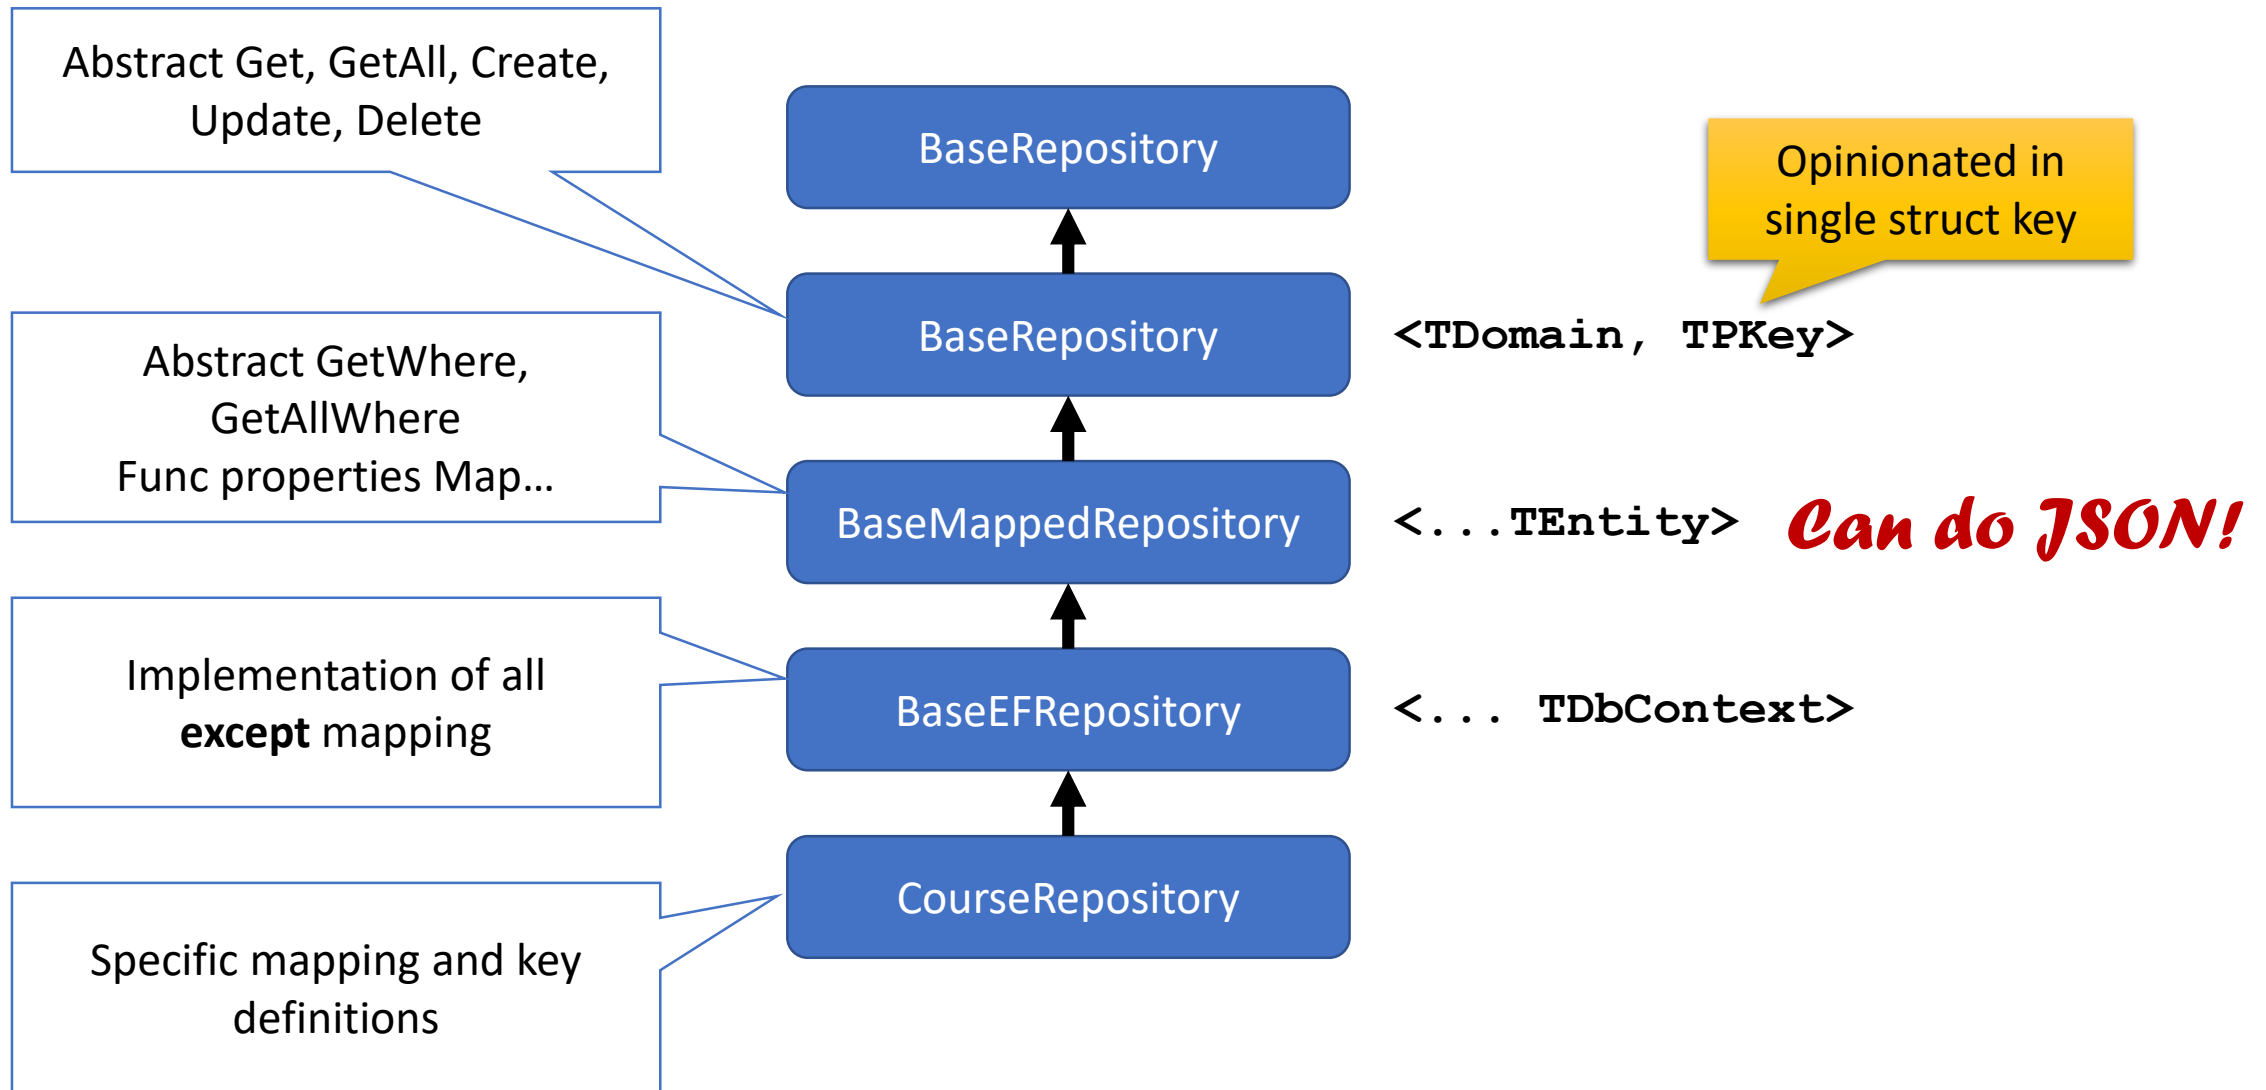 Abstract Get, GetAll, Create,
Update, Delete
BaseRepository
Opinionated in
single struct key
BaseRepository
<TDomain, TPKey>
Abstract GetWhere,
GetAllWhere
Func properties Map…
BaseMappedRepository
<...TEntity>
Can do JSON!
Implementation of all
except mapping
BaseEFRepository
<... TDbContext>
CourseRepository
Specific mapping and key
definitions